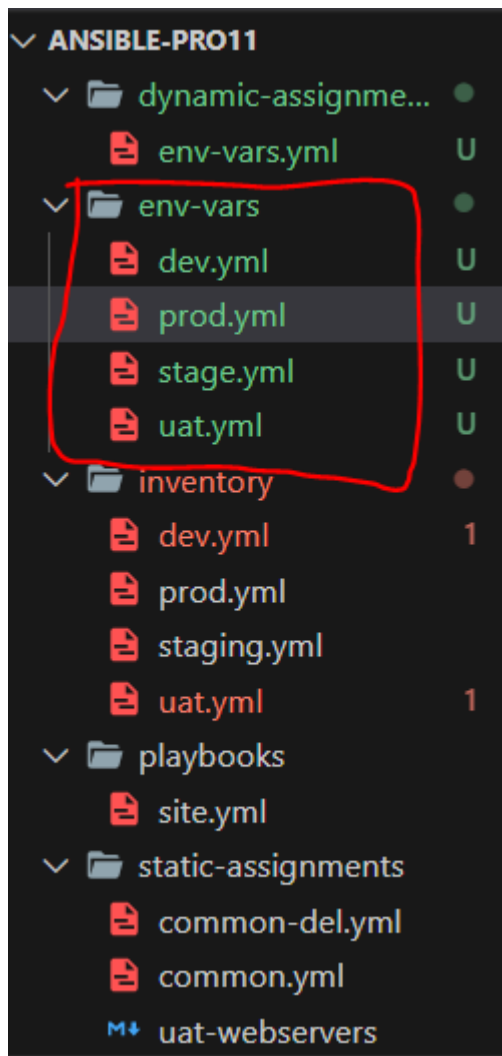 ANSIBLE-PRO11
dynamic-assignme...
env-vars.yml U
env-vars
dev.yml U
prod.yml U
stage.yml U
uat.yml U
inventory
dev.yml 1
prod.yml
staging.yml
uat.yml 1
playbooks
site.yml
static-assignments
common-del.yml
common.yml
M uat-webservers